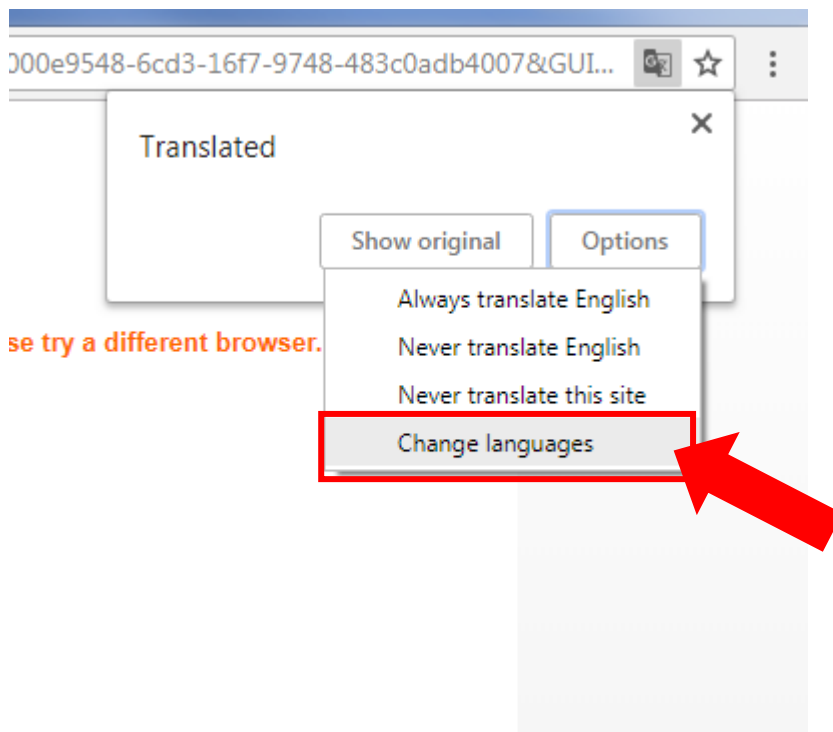 000e9548-6cd3-16f7-9748-483c0adb4007&GUI...
Translated
Show original
Options
Always translate English
se try a different browser.
Never translate English
Never translate this site
Change languages